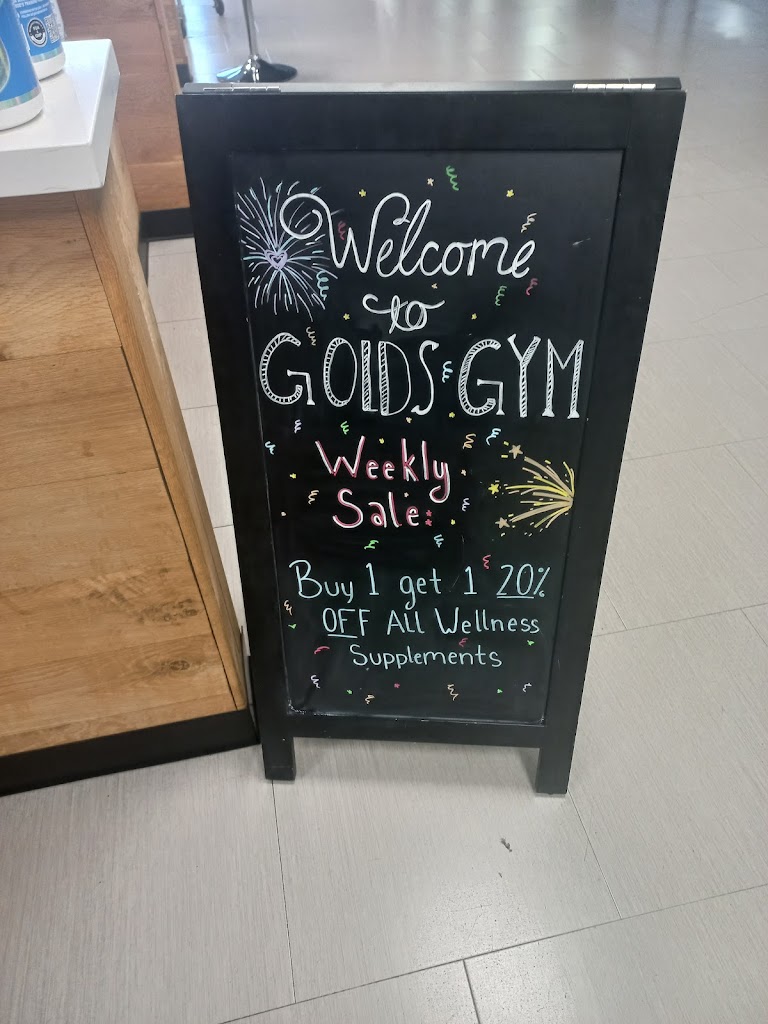 Welcome
to
GOLDS GYM
Weekly
Sale:
Buy 1 get 1 20%
OFF All Wellness
Supplements